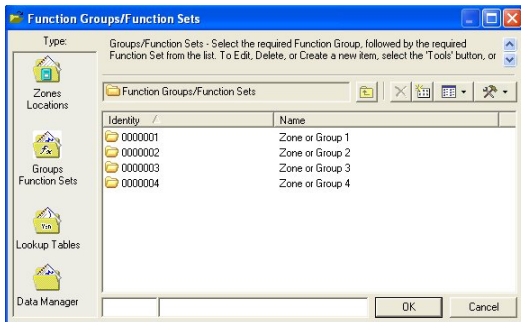 Function Groups/Function Sets
Type:
Groups/Function Sets - Select the required Function Group, followed by the required
Function Set from the list. To Edit, Delete, or Create a new item, select the 'Tools' button, or
Zones
Locations
Function Groups/Function Sets
Identity Name
0000001 Zone or Group 1
0000002 Zone or Group 2
0000003 Zone or Group 3
0000004 Zone or Group 4
fx
Groups
Function Sets
Lookup Tables
Data Manager
OK Cancel